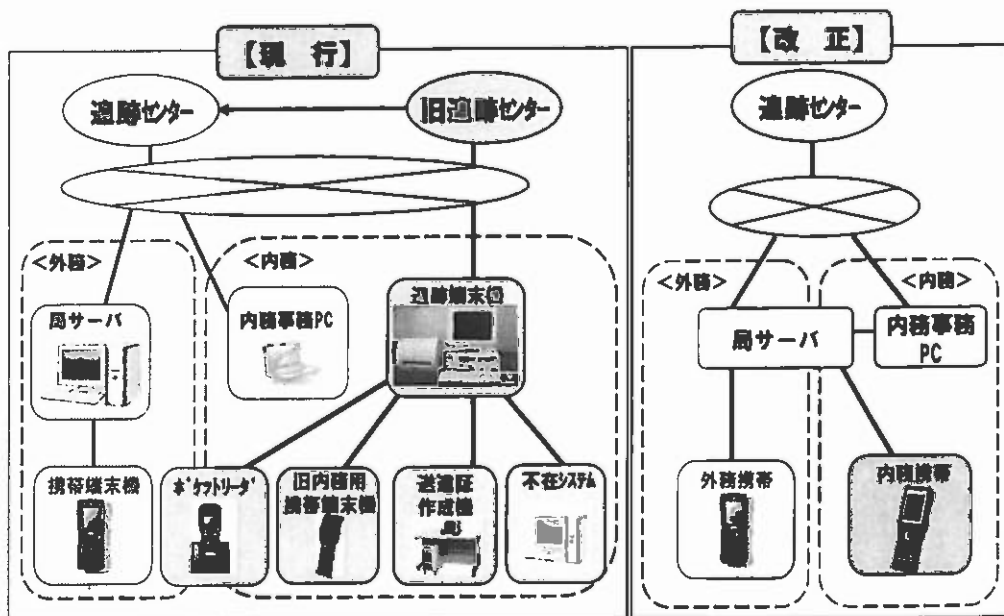 【現 行】
追跡センター
旧追跡センター
<外務>
<内務>
局サーバ
内務事務PC
追跡端末機
携帯端末機
ポケットリーダ
旧内務用
携帯端末機
送達証
作成機
不在システム
【改 正】
追跡センター
<外務>
<内務>
局サーバ
内務事務
PC
外務携帯
内務携帯